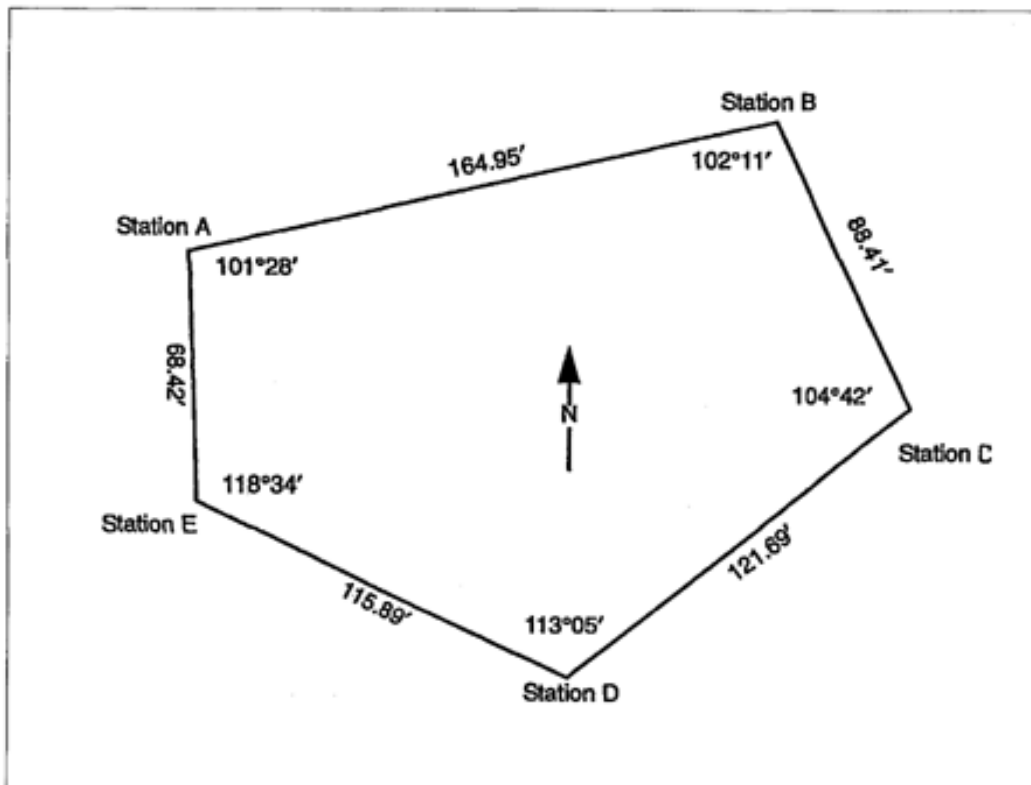 Station B
164.95′
102°11′
Station A
101°28′
88.41′
68.42′
104°42′
N
Station C
118°34′
Station E
121.69′
115.89′
113°05′
Station D